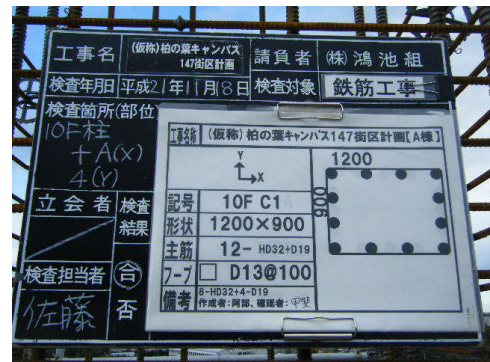 工事名 (仮称)柏の葉キャンパス 147街区計画 請負者 (株)鴻池組
検査年月日 平成21年11月18日 検査対象 鉄筋工事
検査箇所(部位)
10F柱
+A(X)
4(Y)
立会者 検査結果
検査担当者 合
佐藤 否
工事名称 (仮称)柏の葉キャンパス147街区計画【A棟】
Y
X
1200
900
記号 10F C1
形状 1200×900
主筋 12- HD32+D19
フープ □ D13@100
備考 8-HD32+4-D19
作成者:阿部、確認者:甲斐